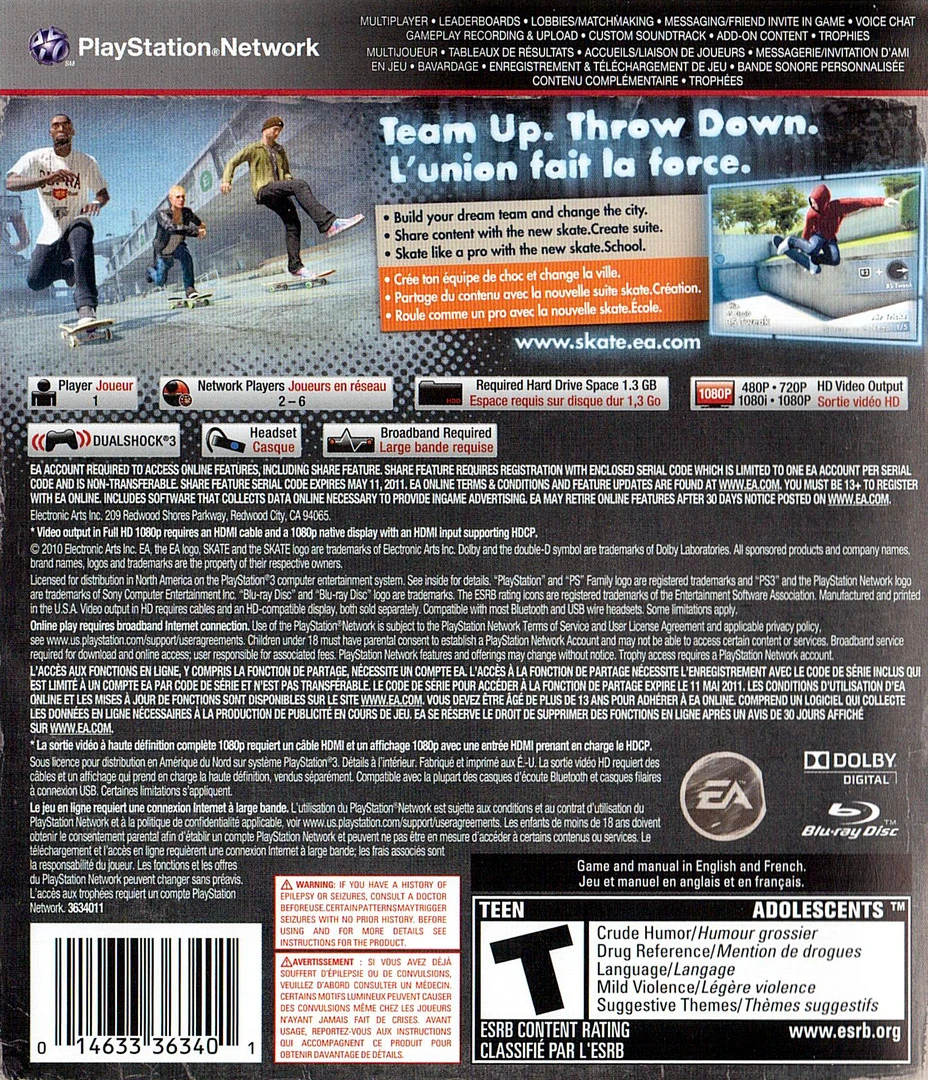 PlayStation®Network
SM
MULTIPLAYER • LEADERBOARDS • LOBBIES/MATCHMAKING • MESSAGING/FRIEND INVITE IN GAME • VOICE CHAT
GAMEPLAY RECORDING & UPLOAD • CUSTOM SOUNDTRACK • ADD-ON CONTENT • TROPHIES
MULTIJOUEUR • TABLEAUX DE RÉSULTATS • ACCUEILS/LIAISON DE JOUEURS • MESSAGERIE/INVITATION D'AMI
EN JEU • BAVARDAGE • ENREGISTREMENT & TÉLÉCHARGEMENT DE JEU • BANDE SONORE PERSONNALISÉE
CONTENU COMPLÉMENTAIRE • TROPHÉES
Team Up. Throw Down.
L'union fait la force.
• Build your dream team and change the city.
• Share content with the new skate.Create suite.
• Skate like a pro with the new skate.School.
• Crée ton équipe de choc et change la ville.
• Partage du contenu avec la nouvelle suite skate.Création.
• Roule comme un pro avec la nouvelle skate.École.
www.skate.ea.com
Player Joueur
1
Network Players Joueurs en réseau
2 – 6
HDD
Required Hard Drive Space 1.3 GB
Espace requis sur disque dur 1,3 Go
1080P
480P • 720P
1080i • 1080P
HD Video Output
Sortie vidéo HD
DUALSHOCK®3
Headset
Casque
Broadband Required
Large bande requise
EA ACCOUNT REQUIRED TO ACCESS ONLINE FEATURES, INCLUDING SHARE FEATURE. SHARE FEATURE REQUIRES REGISTRATION WITH ENCLOSED SERIAL CODE WHICH IS LIMITED TO ONE EA ACCOUNT PER SERIAL
CODE AND IS NON-TRANSFERABLE. SHARE FEATURE SERIAL CODE EXPIRES MAY 11, 2011. EA ONLINE TERMS & CONDITIONS AND FEATURE UPDATES ARE FOUND AT WWW.EA.COM. YOU MUST BE 13+ TO REGISTER
WITH EA ONLINE. INCLUDES SOFTWARE THAT COLLECTS DATA ONLINE NECESSARY TO PROVIDE INGAME ADVERTISING. EA MAY RETIRE ONLINE FEATURES AFTER 30 DAYS NOTICE POSTED ON WWW.EA.COM.
Electronic Arts Inc. 209 Redwood Shores Parkway, Redwood City, CA 94065.
* Video output in Full HD 1080p requires an HDMI cable and a 1080p native display with an HDMI input supporting HDCP.
© 2010 Electronic Arts Inc. EA, the EA logo, SKATE and the SKATE logo are trademarks of Electronic Arts Inc. Dolby and the double-D symbol are trademarks of Dolby Laboratories. All sponsored products and company names,
brand names, logos and trademarks are the property of their respective owners.
Licensed for distribution in North America on the PlayStation®3 computer entertainment system. See inside for details. "PlayStation" and "PS" Family logo are registered trademarks and "PS3" and the PlayStation Network logo
are trademarks of Sony Computer Entertainment Inc. "Blu-ray Disc" and "Blu-ray Disc" logo are trademarks. The ESRB rating icons are registered trademarks of the Entertainment Software Association. Manufactured and printed
in the U.S.A. Video output in HD requires cables and an HD-compatible display, both sold separately. Compatible with most Bluetooth and USB wire headsets. Some limitations apply.
Online play requires broadband Internet connection. Use of the PlayStation®Network is subject to the PlayStation Network Terms of Service and User License Agreement and applicable privacy policy,
see www.us.playstation.com/support/useragreements. Children under 18 must have parental consent to establish a PlayStation Network Account and may not be able to access certain content or services. Broadband service
required for download and online access; user responsible for associated fees. PlayStation Network features and offerings may change without notice. Trophy access requires a PlayStation Network account.
L'ACCÈS AUX FONCTIONS EN LIGNE, Y COMPRIS LA FONCTION DE PARTAGE, NÉCESSITE UN COMPTE EA. L'ACCÈS À LA FONCTION DE PARTAGE NÉCESSITE L'ENREGISTREMENT AVEC LE CODE DE SÉRIE INCLUS QUI
EST LIMITÉ À UN COMPTE EA PAR CODE DE SÉRIE ET N'EST PAS TRANSFÉRABLE. LE CODE DE SÉRIE POUR ACCÉDER À LA FONCTION DE PARTAGE EXPIRE LE 11 MAI 2011. LES CONDITIONS D'UTILISATION D'EA
ONLINE ET LES MISES À JOUR DE FONCTIONS SONT DISPONIBLES SUR LE SITE WWW.EA.COM. VOUS DEVEZ ÊTRE ÂGÉ DE PLUS DE 13 ANS POUR ADHÉRER À EA ONLINE. COMPREND UN LOGICIEL QUI COLLECTE
LES DONNÉES EN LIGNE NÉCESSAIRES À LA PRODUCTION DE PUBLICITÉ EN COURS DE JEU. EA SE RÉSERVE LE DROIT DE SUPPRIMER DES FONCTIONS EN LIGNE APRÈS UN AVIS DE 30 JOURS AFFICHÉ
SUR WWW.EA.COM.
* La sortie vidéo à haute définition complète 1080p requiert un câble HDMI et un affichage 1080p avec une entrée HDMI prenant en charge le HDCP.
Sous licence pour distribution en Amérique du Nord sur système PlayStation®3. Détails à l'interieur. Fabriqué et imprimé aux É.-U. La sortie vidéo HD requiert des
câbles et un affichage qui prend en charge la haute définition, vendus séparément. Compatible avec la plupart des casques d'écoute Bluetooth et casques filaires
à connexion USB. Certaines limitations s'appliquent.
Le jeu en ligne requiert une connexion Internet à large bande. L'utilisation du PlayStation®Network est sujette aux conditions et au contrat d'utilisation du
PlayStation Network et à la politique de confidentialité applicable, voir www.us.playstation.com/support/useragreements. Les enfants de moins de 18 ans doivent
obtenir le consentement parental afin d'établir un compte PlayStation Network et peuvent ne pas être en mesure d'accéder à certains contenus ou services. Le
téléchargement et l'accès en ligne requièrent une connexion Internet à large bande; les frais associés sont
la responsabilité du joueur. Les fonctions et les offres
du PlayStation Network peuvent changer sans préavis.
L'accès aux trophées requiert un compte PlayStation
Network. 3634011
EA
DOLBY
DIGITAL
Blu-ray Disc™
Game and manual in English and French.
Jeu et manuel en anglais et en français.
WARNING: IF YOU HAVE A HISTORY OF
EPILEPSY OR SEIZURES, CONSULT A DOCTOR
BEFORE USE. CERTAIN PATTERNS MAY TRIGGER
SEIZURES WITH NO PRIOR HISTORY. BEFORE
USING AND FOR MORE DETAILS SEE
INSTRUCTIONS FOR THE PRODUCT.
AVERTISSEMENT : SI VOUS AVEZ DÉJÀ
SOUFFERT D'ÉPILEPSIE OU DE CONVULSIONS,
VEUILLEZ D'ABORD CONSULTER UN MÉDECIN.
CERTAINS MOTIFS LUMINEUX PEUVENT CAUSER
DES CONVULSIONS MÊME CHEZ LES JOUEURS
N'AYANT JAMAIS FAIT DE CRISES. AVANT
USAGE, REPORTEZ-VOUS AUX INSTRUCTIONS
QUI ACCOMPAGNENT CE PRODUIT POUR
OBTENIR DAVANTAGE DE DÉTAILS.
0 14633 36340 1
TEEN
ADOLESCENTS ™
T
Crude Humor/Humour grossier
Drug Reference/Mention de drogues
Language/Langage
Mild Violence/Légère violence
Suggestive Themes/Thèmes suggestifs
ESRB CONTENT RATING
www.esrb.org
CLASSIFIÉ PAR L'ESRB